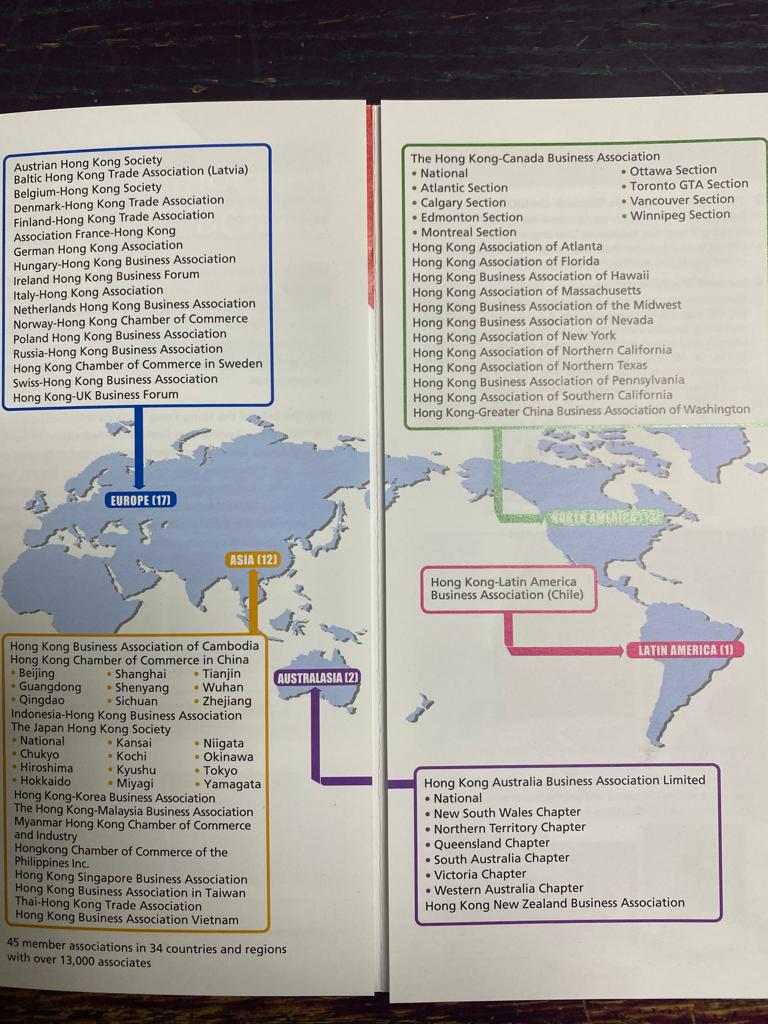 Austrian Hong Kong Society
Baltic Hong Kong Trade Association (Latvia)
Belgium-Hong Kong Society
Denmark-Hong Kong Trade Association
Finland-Hong Kong Trade Association
Association France-Hong Kong
German Hong Kong Association
Hungary-Hong Kong Business Association
Ireland Hong Kong Business Forum
Italy-Hong Kong Association
Netherlands Hong Kong Business Association
Norway-Hong Kong Chamber of Commerce
Poland Hong Kong Business Association
Russia-Hong Kong Business Association
Hong Kong Chamber of Commerce in Sweden
Swiss-Hong Kong Business Association
Hong Kong-UK Business Forum
EUROPE (17)
ASIA (12)
Hong Kong Business Association of Cambodia
Hong Kong Chamber of Commerce in China
• Beijing • Shanghai • Tianjin
• Guangdong • Shenyang • Wuhan
• Qingdao • Sichuan • Zhejiang
Indonesia-Hong Kong Business Association
The Japan Hong Kong Society
• National • Kansai • Niigata
• Chukyo • Kochi • Okinawa
• Hiroshima • Kyushu • Tokyo
• Hokkaido • Miyagi • Yamagata
Hong Kong-Korea Business Association
The Hong Kong-Malaysia Business Association
Myanmar Hong Kong Chamber of Commerce
and Industry
Hongkong Chamber of Commerce of the
Philippines Inc.
Hong Kong Singapore Business Association
Hong Kong Business Association in Taiwan
Thai-Hong Kong Trade Association
Hong Kong Business Association Vietnam
45 member associations in 34 countries and regions
with over 13,000 associates
AUSTRALASIA (2)
The Hong Kong-Canada Business Association
• National • Ottawa Section
• Atlantic Section • Toronto GTA Section
• Calgary Section • Vancouver Section
• Edmonton Section • Winnipeg Section
• Montreal Section
Hong Kong Association of Atlanta
Hong Kong Association of Florida
Hong Kong Business Association of Hawaii
Hong Kong Association of Massachusetts
Hong Kong Business Association of the Midwest
Hong Kong Business Association of Nevada
Hong Kong Association of New York
Hong Kong Association of Northern California
Hong Kong Association of Northern Texas
Hong Kong Business Association of Pennsylvania
Hong Kong Association of Southern California
Hong Kong-Greater China Business Association of Washington
NORTH AMERICA
Hong Kong-Latin America
Business Association (Chile)
LATIN AMERICA (1)
Hong Kong Australia Business Association Limited
• National
• New South Wales Chapter
• Northern Territory Chapter
• Queensland Chapter
• South Australia Chapter
• Victoria Chapter
• Western Australia Chapter
Hong Kong New Zealand Business Association